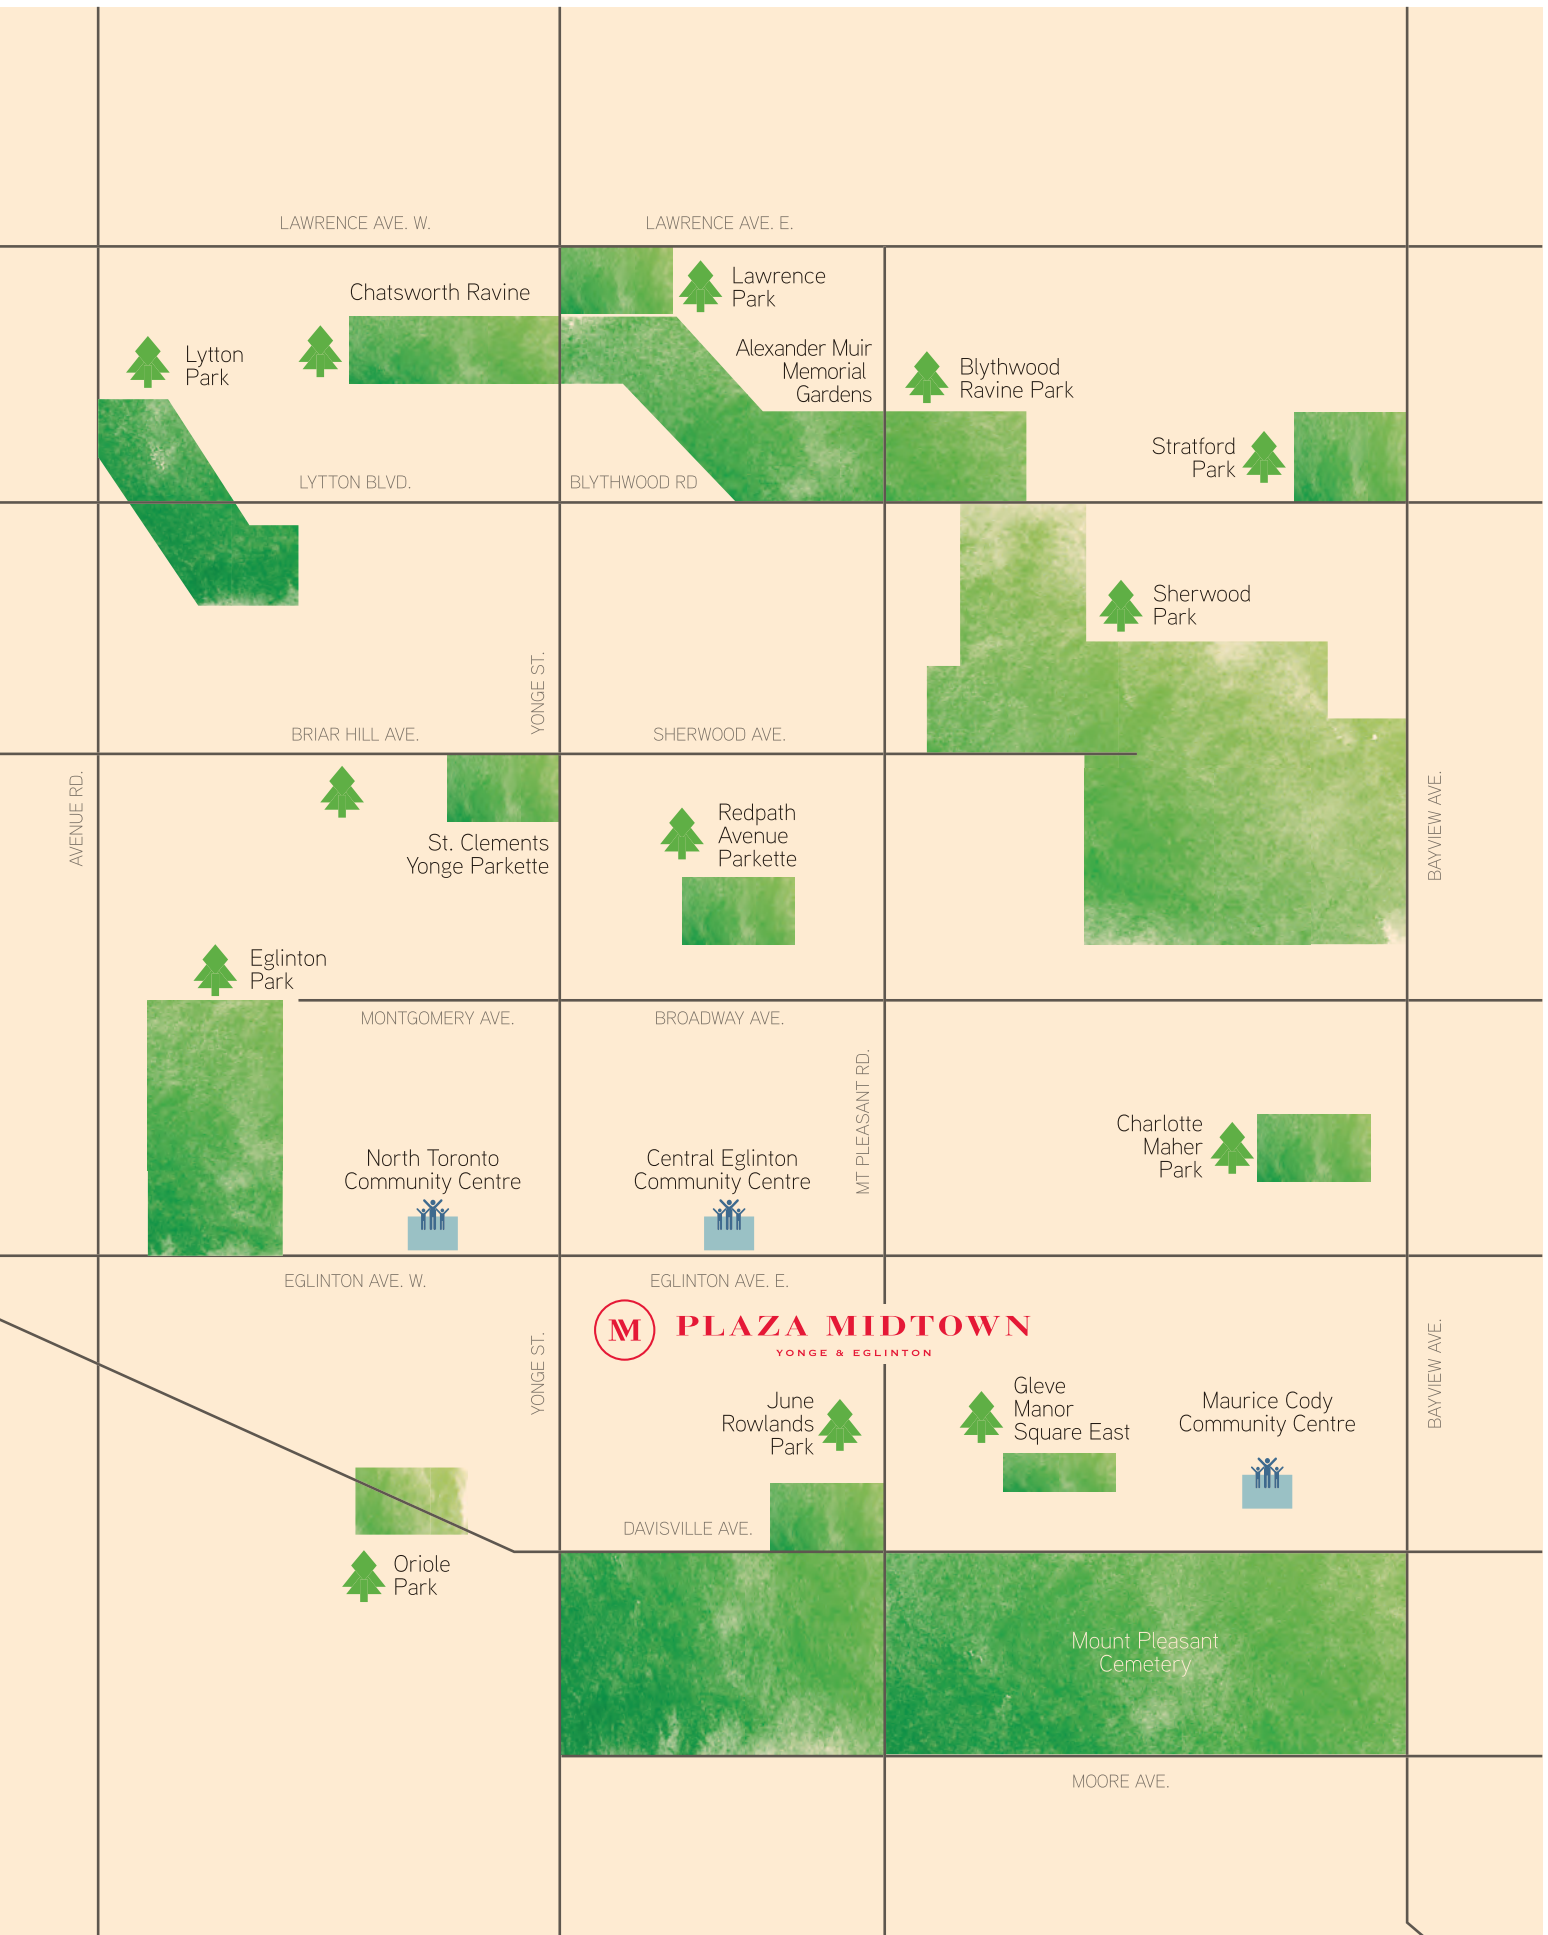 LAWRENCE AVE. W.
LAWRENCE AVE. E.
Lawrence
Park
Chatsworth Ravine
Lytton
Park
Alexander Muir
Memorial
Gardens
Blythwood
Ravine Park
Stratford
Park
LYTTON BLVD.
BLYTHWOOD RD
Sherwood
Park
YONGE ST.
BRIAR HILL AVE.
SHERWOOD AVE.
AVENUE RD.
BAYVIEW AVE.
St. Clements
Yonge Parkette
Redpath
Avenue
Parkette
Eglinton
Park
MONTGOMERY AVE.
BROADWAY AVE.
MT PLEASANT RD.
Charlotte
Maher
Park
North Toronto
Community Centre
Central Eglinton
Community Centre
EGLINTON AVE. W.
EGLINTON AVE. E.
M
PLAZA MIDTOWN
YONGE & EGLINTON
YONGE ST.
BAYVIEW AVE.
June
Rowlands
Park
Gleve
Manor
Square East
Maurice Cody
Community Centre
DAVISVILLE AVE.
Oriole
Park
Mount Pleasant
Cemetery
MOORE AVE.